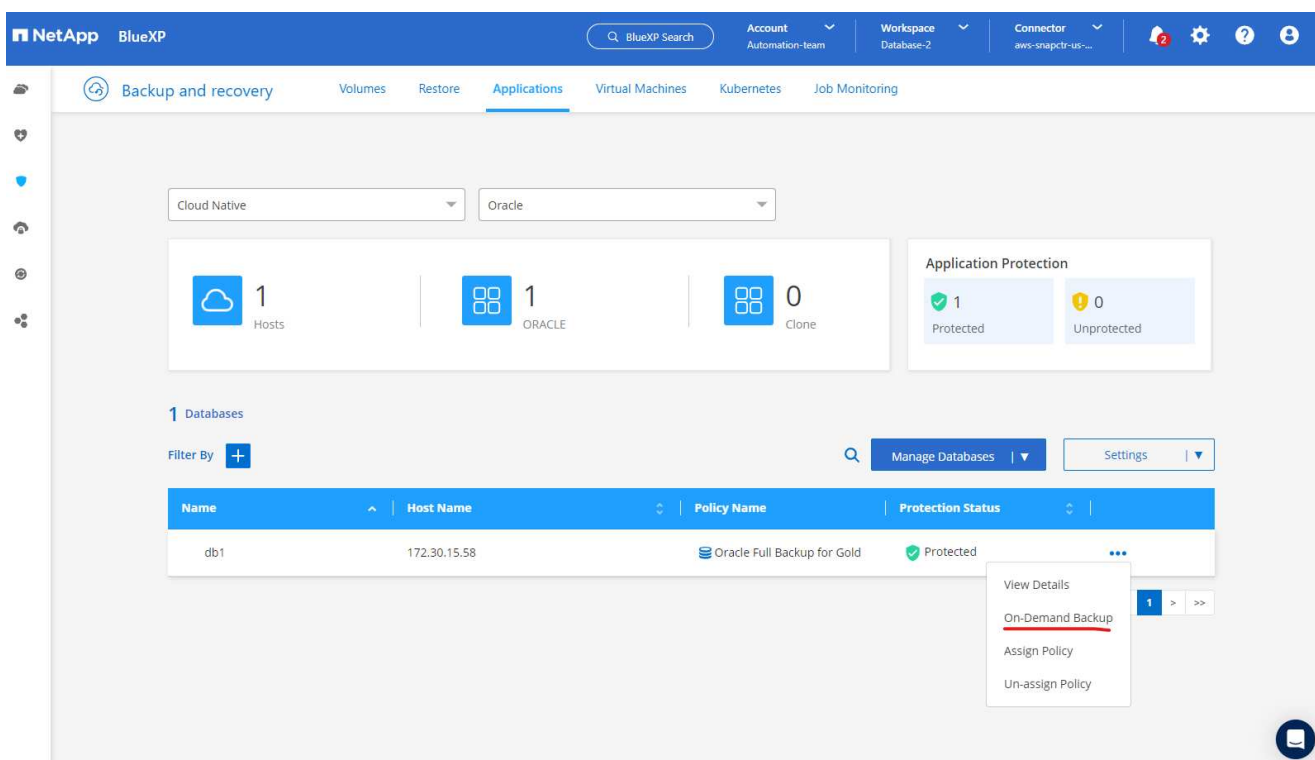 NetApp BlueXP
BlueXP Search
Account
Automation-team
Workspace
Database-2
Connector
aws-snapctr-us-...
2
Backup and recovery
Volumes
Restore
Applications
Virtual Machines
Kubernetes
Job Monitoring
Cloud Native
Oracle
1
Hosts
1
ORACLE
0
Clone
Application Protection
1
Protected
0
Unprotected
1 Databases
Filter By
Manage Databases
Settings
Name
Host Name
Policy Name
Protection Status
db1
172.30.15.58
Oracle Full Backup for Gold
Protected
View Details
On-Demand Backup
Assign Policy
Un-assign Policy
1 > >>